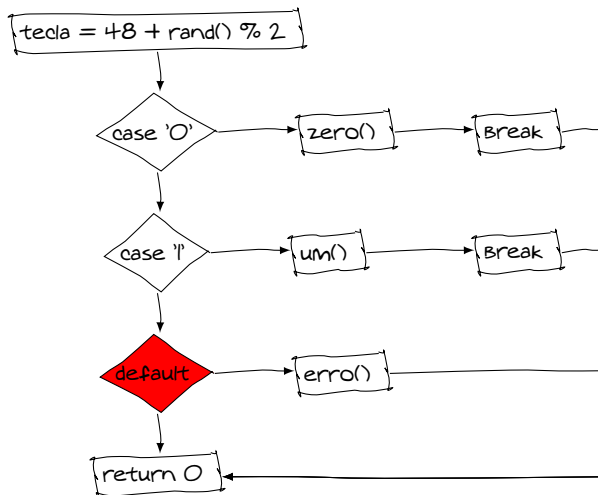 tecla = 48 + rand() % 2
case '0'
zero()
Break
case '1'
um()
Break
default
erro()
return 0